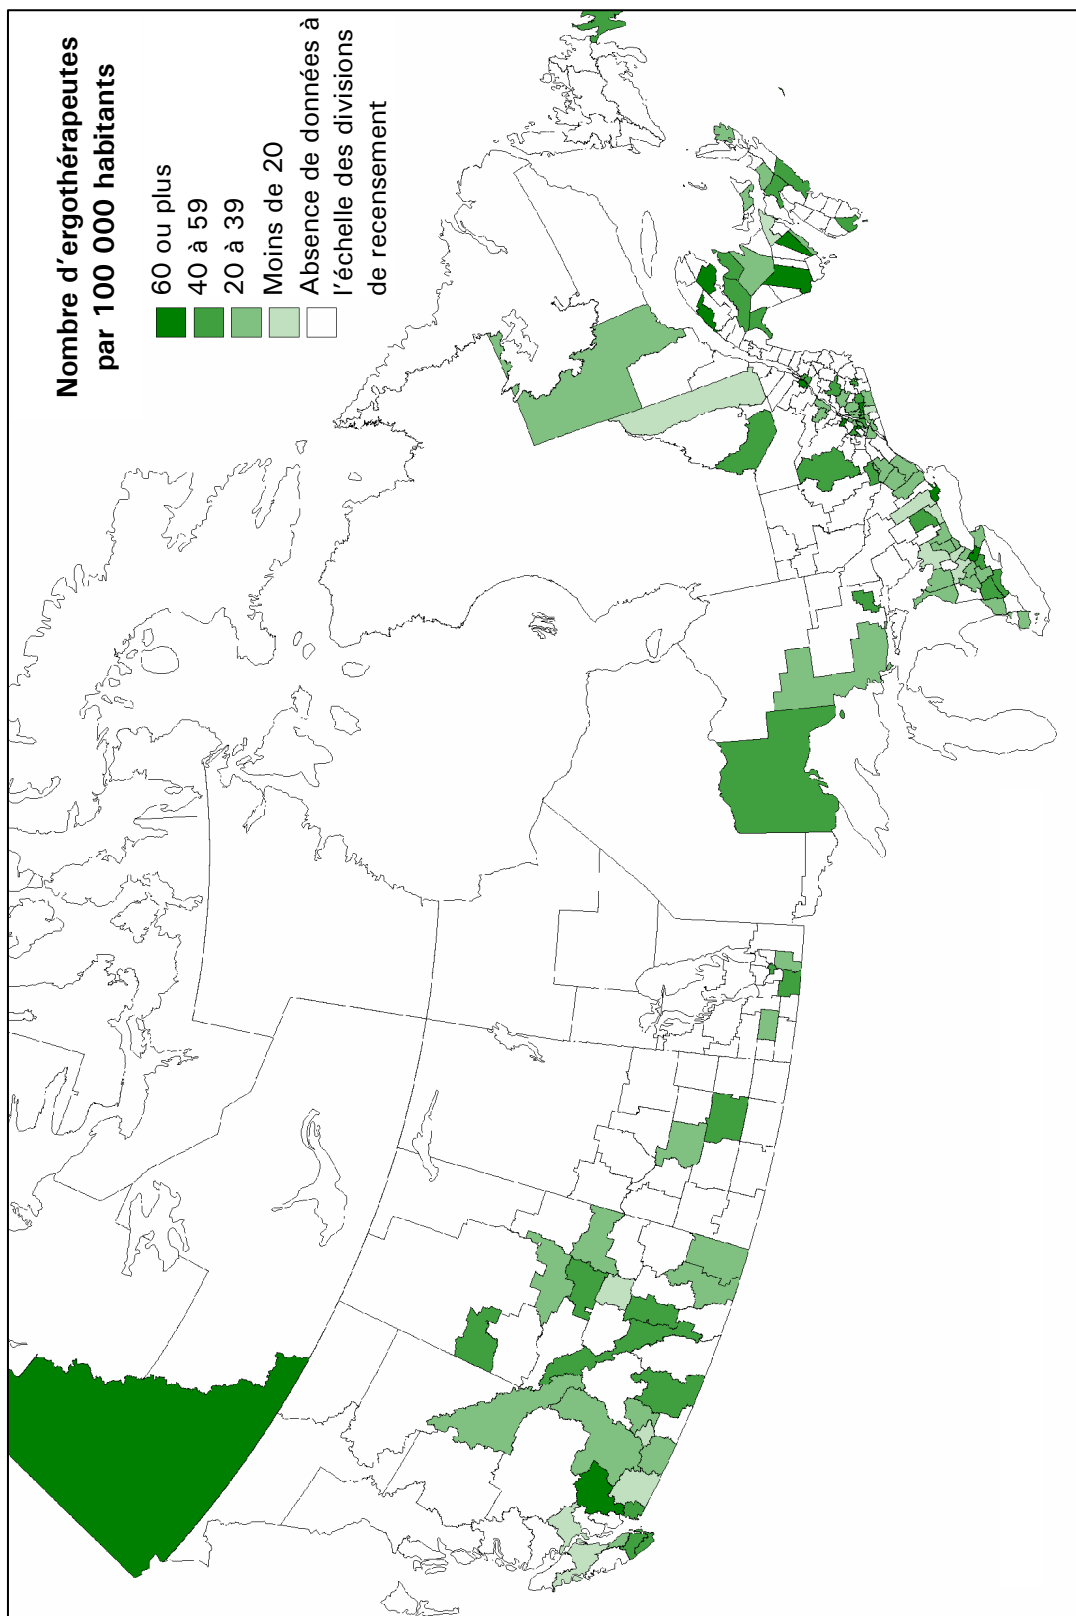 Nombre d'ergothérapeutes
par 100 000 habitants
60 ou plus
40 à 59
20 à 39
Moins de 20
Absence de données à
l'échelle des divisions
de recensement